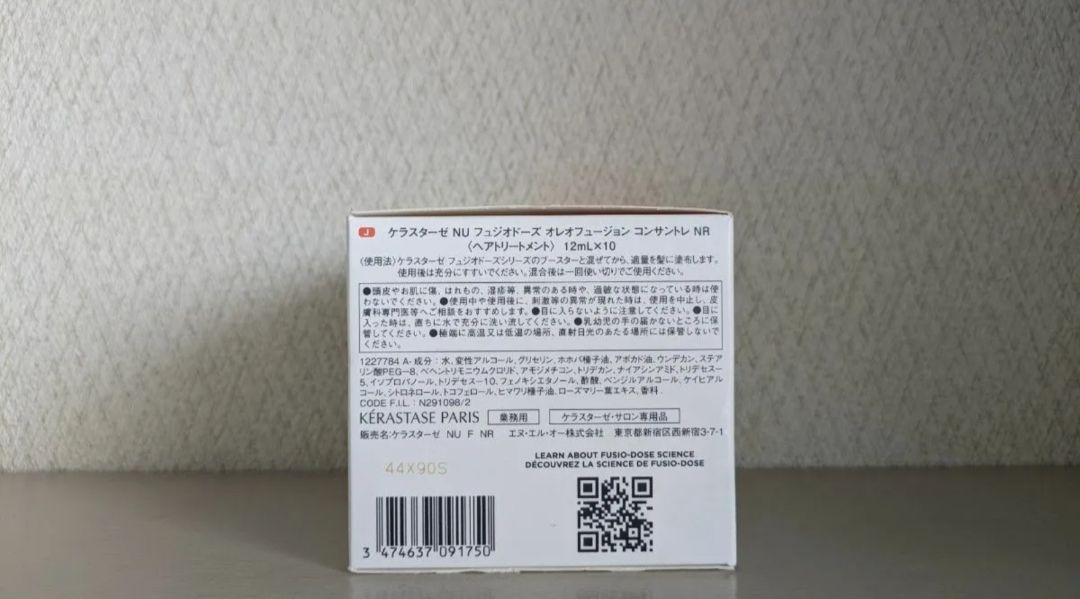 J ケラスターゼ NU フュジオドーズ オレオフュージョン コンサントレ NR
〈ヘアトリートメント〉 12mL×10
〈使用法〉ケラスターゼ フュジオドーズシリーズのブースターと混ぜてから、適量を髪に塗布します。
使用後は充分にすすいでください。混合後は一回使い切りでご使用ください。
●頭皮やお肌に傷、はれもの、湿疹等、異常のある時や、過敏な状態になっている時は使
わないでください。●使用中や使用後に、刺激等の異常が現れた時は、使用を中止し、皮
膚科専門医等へご相談をおすすめします。●目に入らないように注意してください。●目に
入った時は、直ちに水で充分に洗い流してください。●乳幼児の手の届かないところに保
管してください。●極端に高温又は低温の場所、直射日光のあたる場所には保管しないで
ください。
1227784 A- 成分：水、変性アルコール、グリセリン、ホホバ種子油、アボカド油、ウンデカン、ステア
リン酸PEG-8、ベヘントリモニウムクロリド、アモジメチコン、トリデカン、ナイアシンアミド、トリデセス-
5、イソプロパノール、トリデセス-10、フェノキシエタノール、酢酸、ベンジルアルコール、ケイヒアル
コール、シトロネロール、トコフェロール、ヒマワリ種子油、ローズマリー葉エキス、香料.
CODE F.I.L. : N291098/2
KÉRASTASE PARIS 業務用 ケラスターゼ・サロン専用品
販売名：ケラスターゼ NU F NR エヌ・エル・オー株式会社 東京都新宿区西新宿3-7-1
44X90S
LEARN ABOUT FUSIO-DOSE SCIENCE
DÉCOUVREZ LA SCIENCE DE FUSIO-DOSE
3 474637 091750